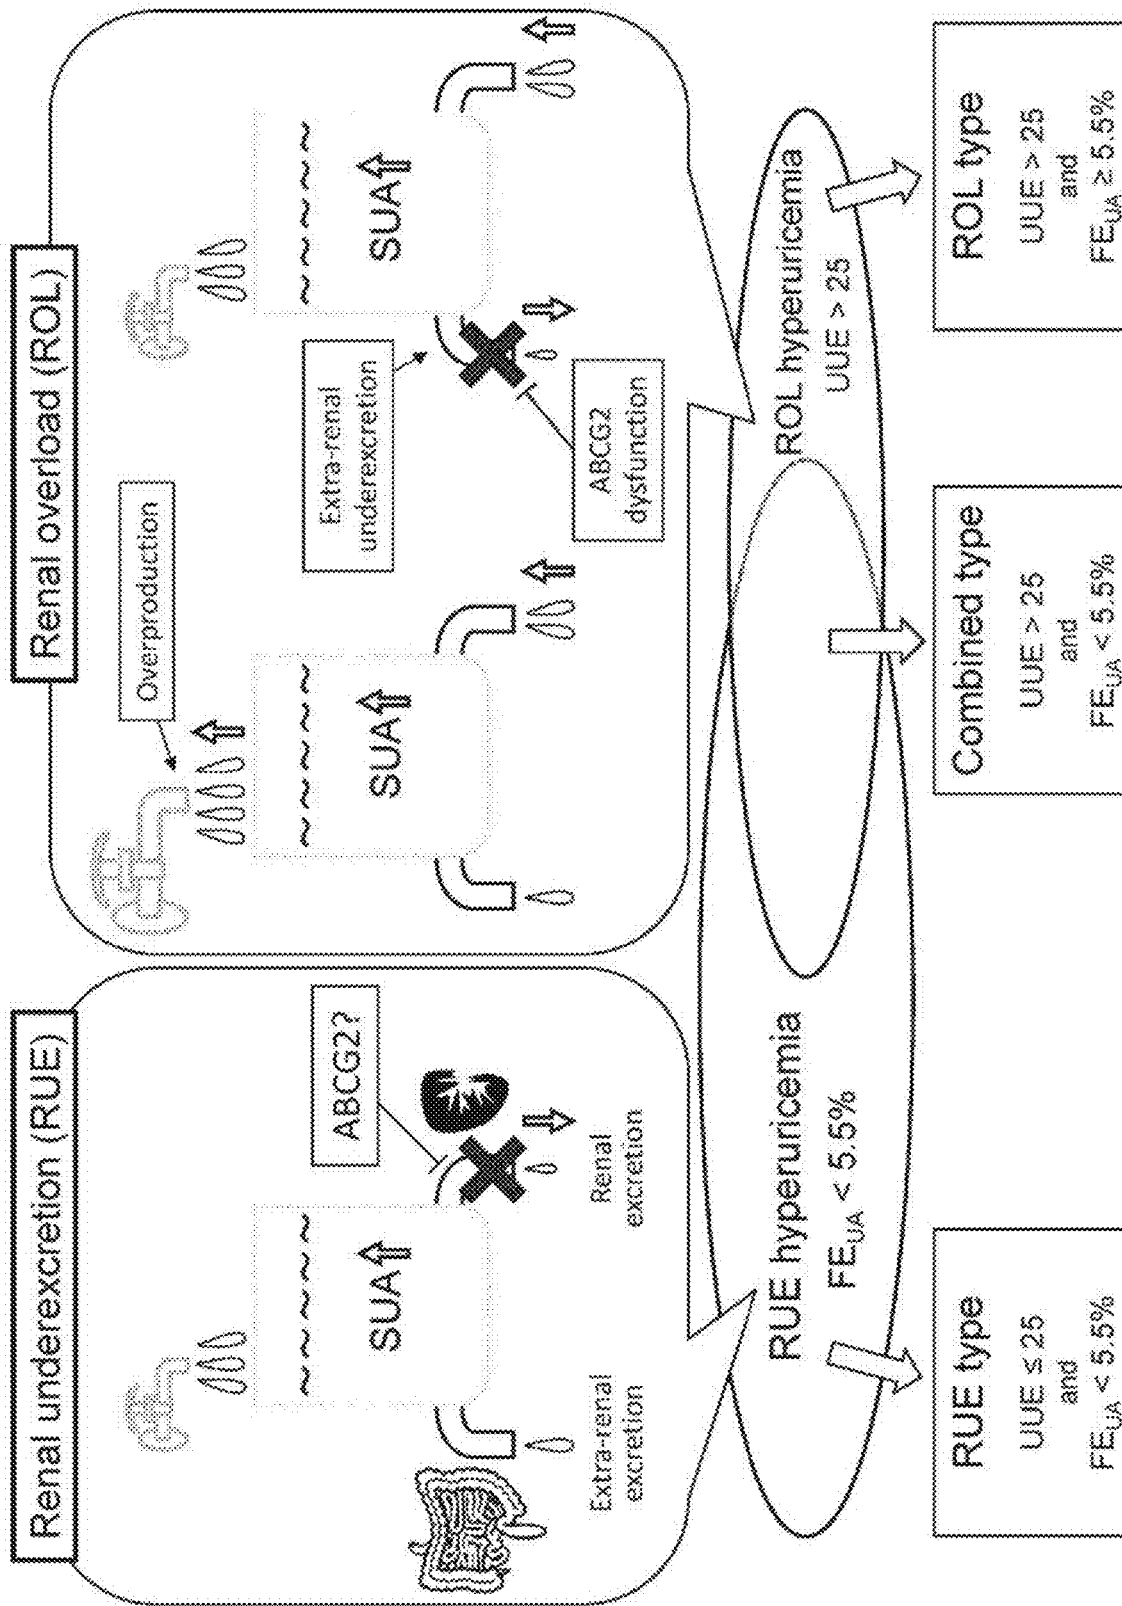 Renal underexcretion (RUE)
ABCG2?
SUA
Extra-renal
excretion
Renal
excretion
Renal overload (ROL)
Overproduction
SUA
Extra-renal
underexcretion
ABCG2
dysfunction
SUA
RUE hyperuricemia
FEUA < 5.5%
ROL hyperuricemia
UUE > 25
RUE type
UUE ≤ 25
and
FEUA < 5.5%
Combined type
UUE > 25
and
FEUA < 5.5%
ROL type
UUE > 25
and
FEUA ≥ 5.5%